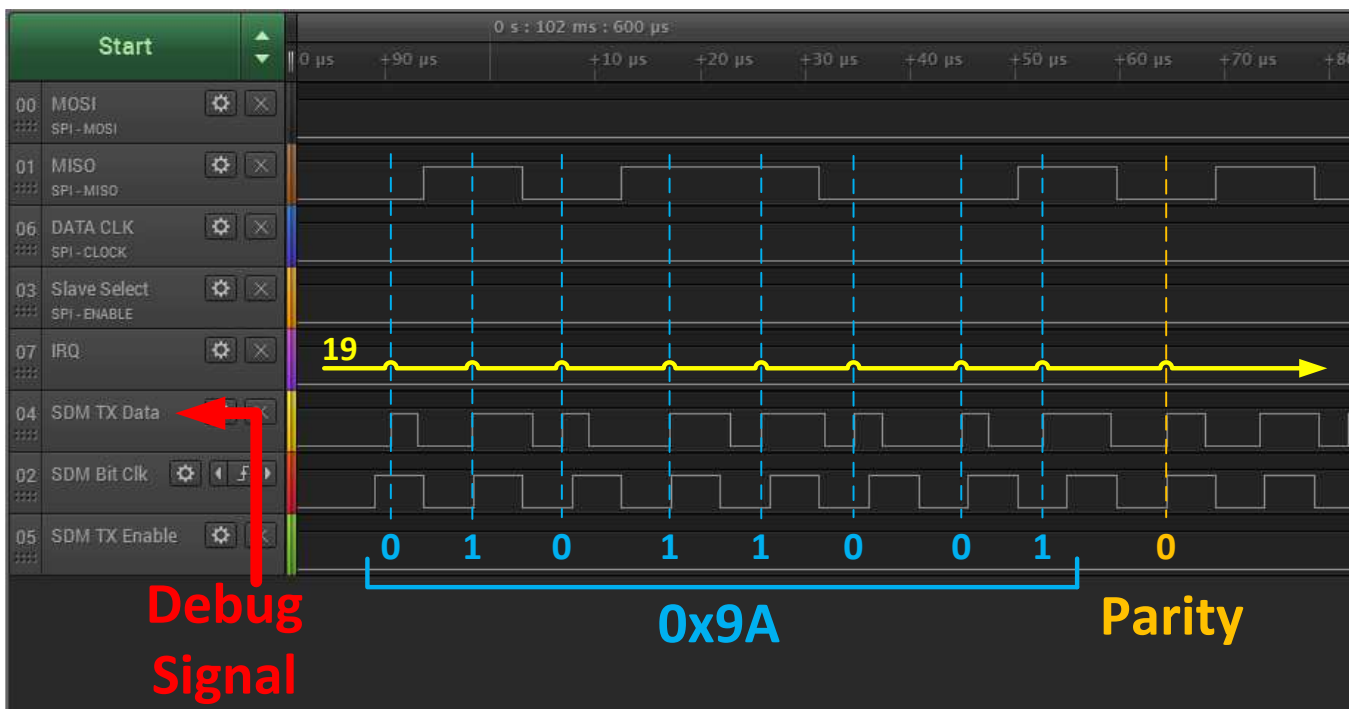 Start
0 s : 102 ms : 600 µs
0 µs +90 µs +10 µs +20 µs +30 µs +40 µs +50 µs +60 µs +70 µs
00 MOSI
SPI - MOSI
01 MISO
SPI - MISO
06 DATA CLK
SPI - CLOCK
03 Slave Select
SPI - ENABLE
07 IRQ
19
04 SDM TX Data
02 SDM Bit Clk
05 SDM TX Enable
0 1 0 1 1 0 0 1 0
Debug
Signal
0x9A
Parity